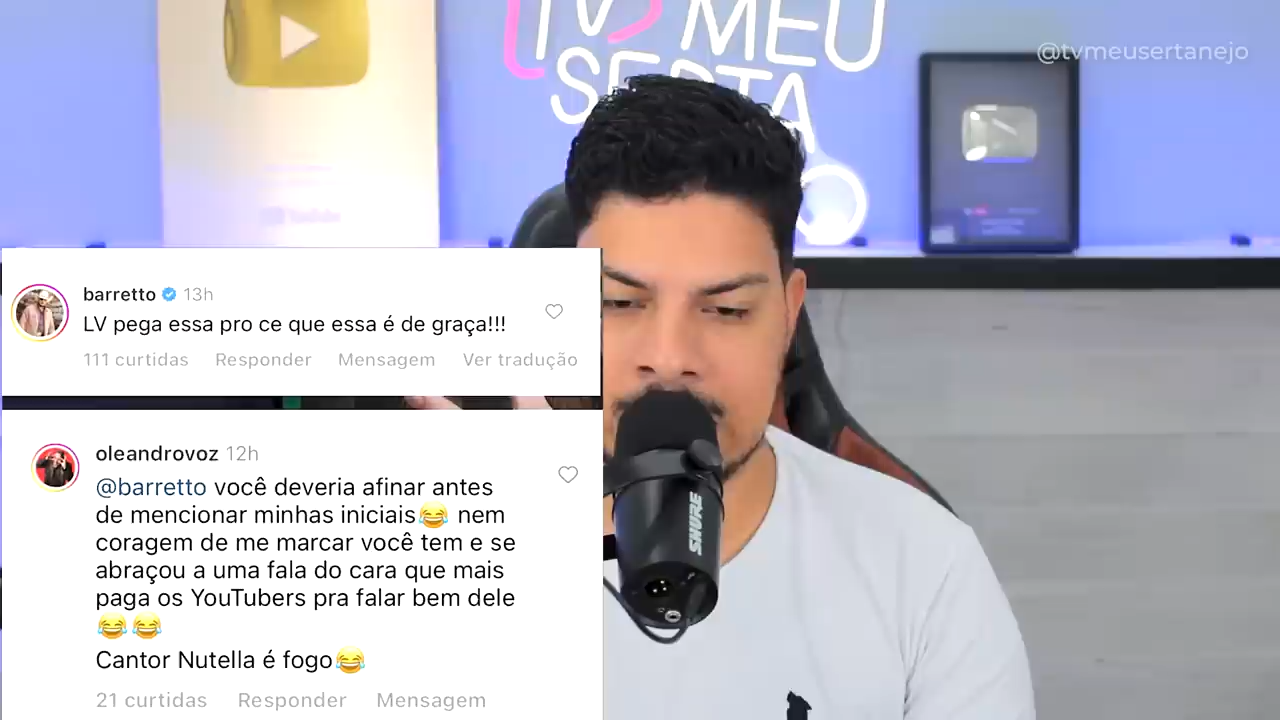 TV MEU
SERTA
@tvmeusertanejo
barretto 13h
LV pega essa pro ce que essa é de graça!!!
111 curtidas Responder Mensagem Ver tradução
oleandrovoz 12h
@barretto você deveria afinar antes
de mencionar minhas iniciais😂 nem
coragem de me marcar você tem e se
abraçou a uma fala do cara que mais
paga os YouTubers pra falar bem dele
😂😂
Cantor Nutella é fogo😂
21 curtidas Responder Mensagem
SHURE